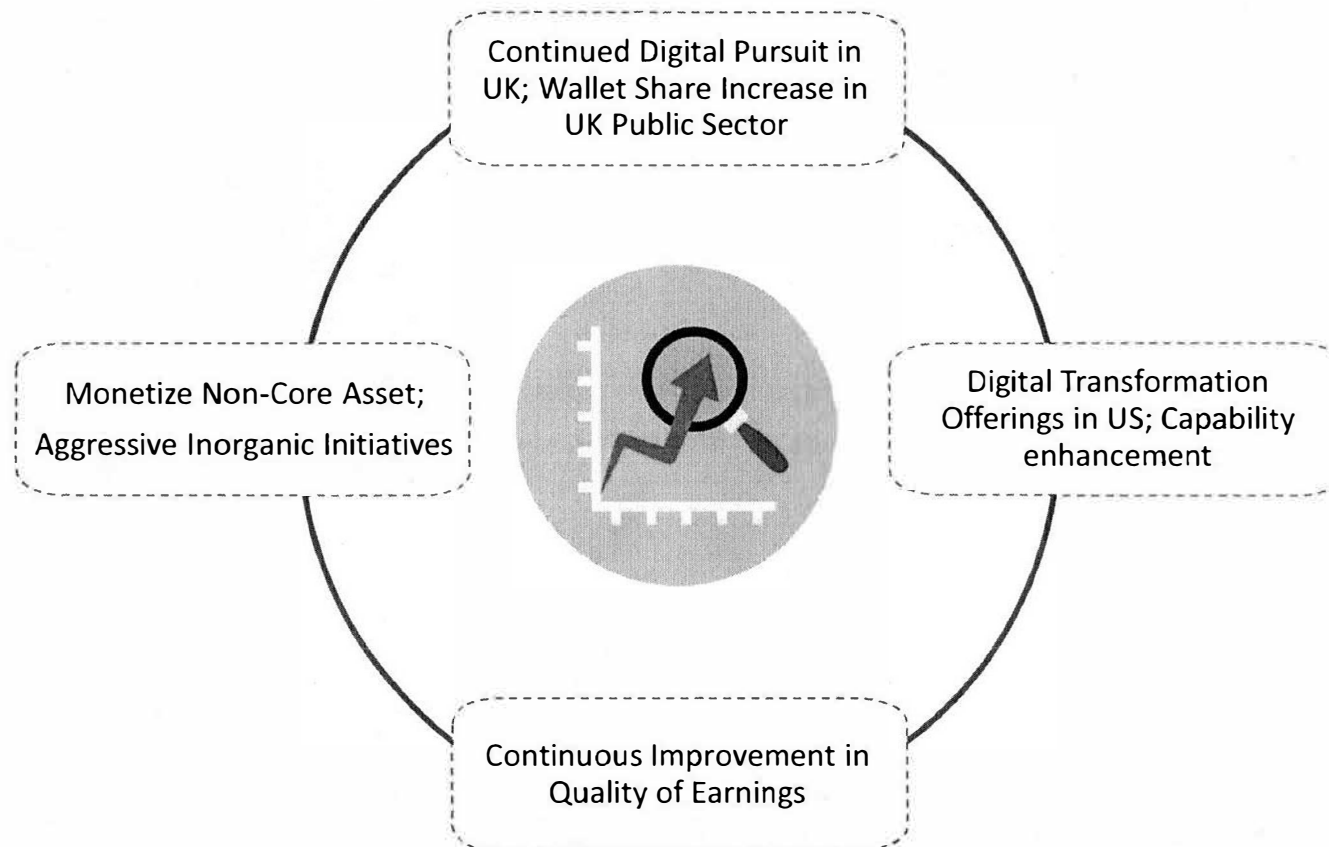 Continued Digital Pursuit in
UK; Wallet Share Increase in
UK Public Sector
Monetize Non-Core Asset;
Aggressive Inorganic Initiatives
Digital Transformation
Offerings in US; Capability
enhancement
Continuous Improvement in
Quality of Earnings